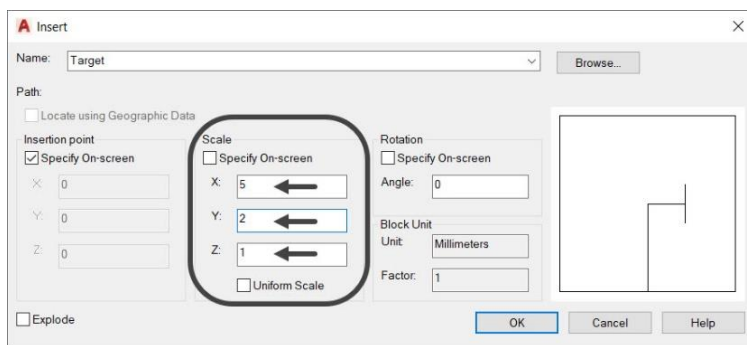 A Insert
Name: Target Browse...
Path:
Locate using Geographic Data
Insertion point
Specify On-screen
X: 0
Y: 0
Z: 0
Scale
Specify On-screen
X: 5
Y: 2
Z: 1
Uniform Scale
Rotation
Specify On-screen
Angle: 0
Block Unit
Unit: Millimeters
Factor: 1
Explode
OK Cancel Help